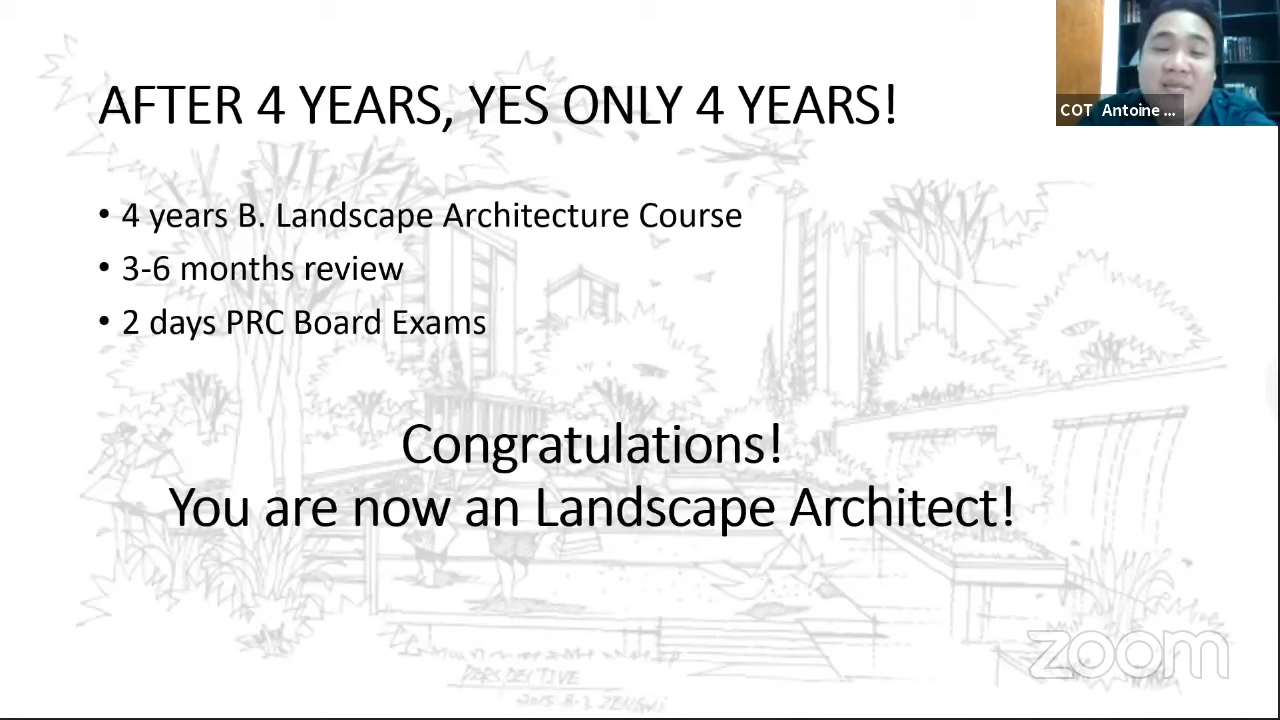 AFTER 4 YEARS, YES ONLY 4 YEARS!
COT Antoine ...
• 4 years B. Landscape Architecture Course
• 3-6 months review
• 2 days PRC Board Exams
Congratulations!
You are now an Landscape Architect!
zoom
PERSPECTIVE